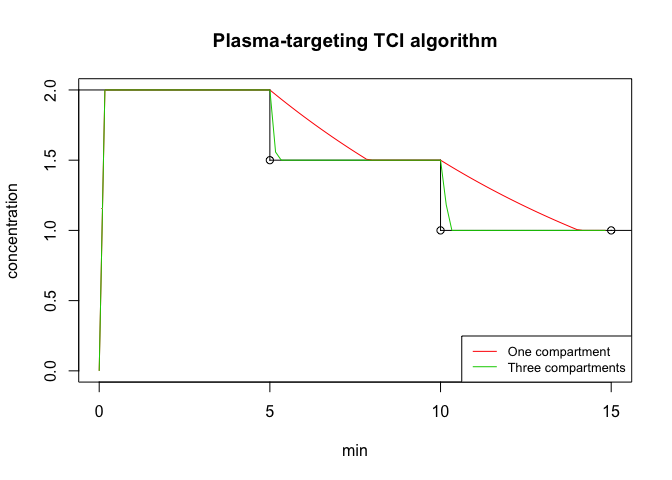 Plasma-targeting TCI algorithm
concentration
2.0
1.5
1.0
0.5
0.0
One compartment
Three compartments
0 5 10 15
min